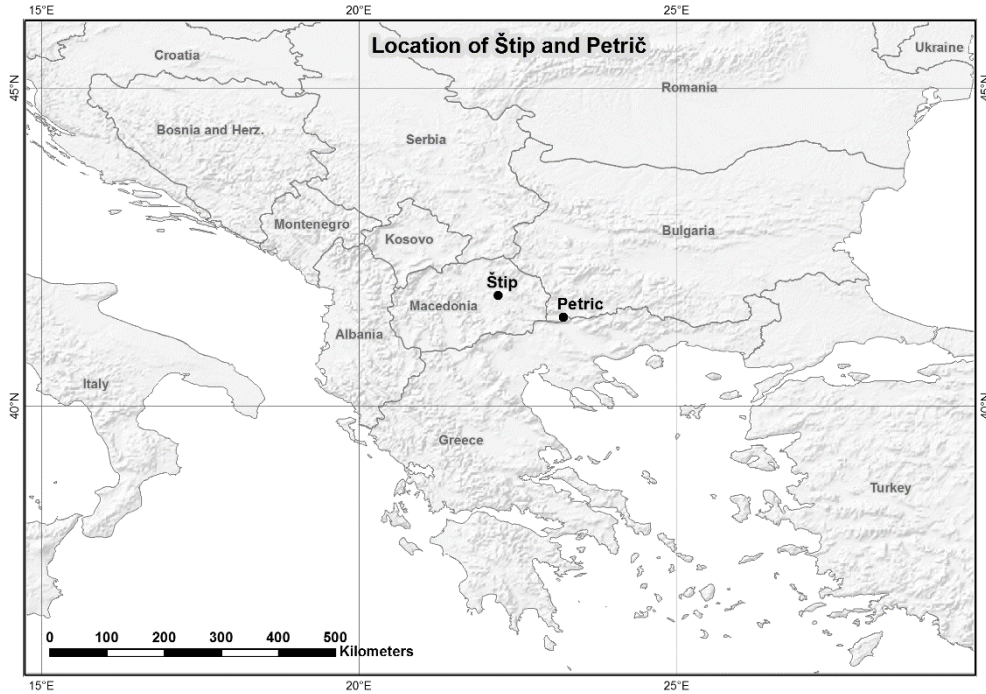 15°E 20°E 25°E
Location of Štip and Petrič
Ukraine
Croatia
45°N 45°N
Romania
Bosnia and Herz.
Serbia
Montenegro
Bulgaria
Kosovo
Štip
Macedonia
Petric
Albania
Italy
40°N 40°N
Greece
Turkey
0 100 200 300 400 500
Kilometers
15°E 20°E 25°E